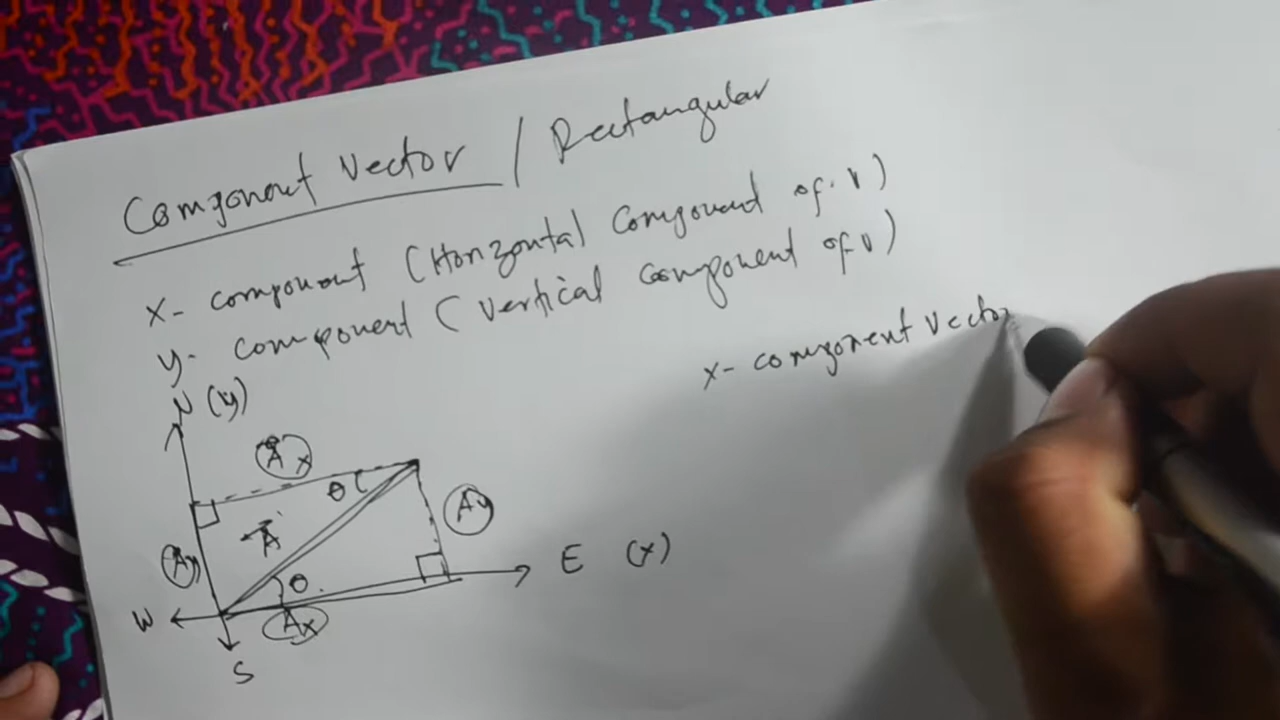 Component Vector / Rectangular
x- component (Horizontal Component of. V)
y- component (Vertical Component of V)
x- component Vector
N (y)
Ax
θ
A
Ay
Ay
E (x)
θ
W
Ax
S